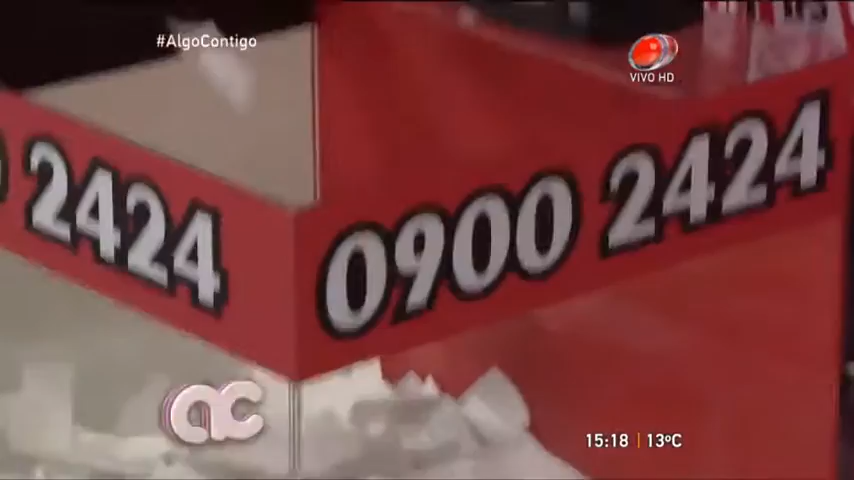 #AlgoContigo
VIVO HD
2424
0900 2424
ac
15:18 | 13ºC